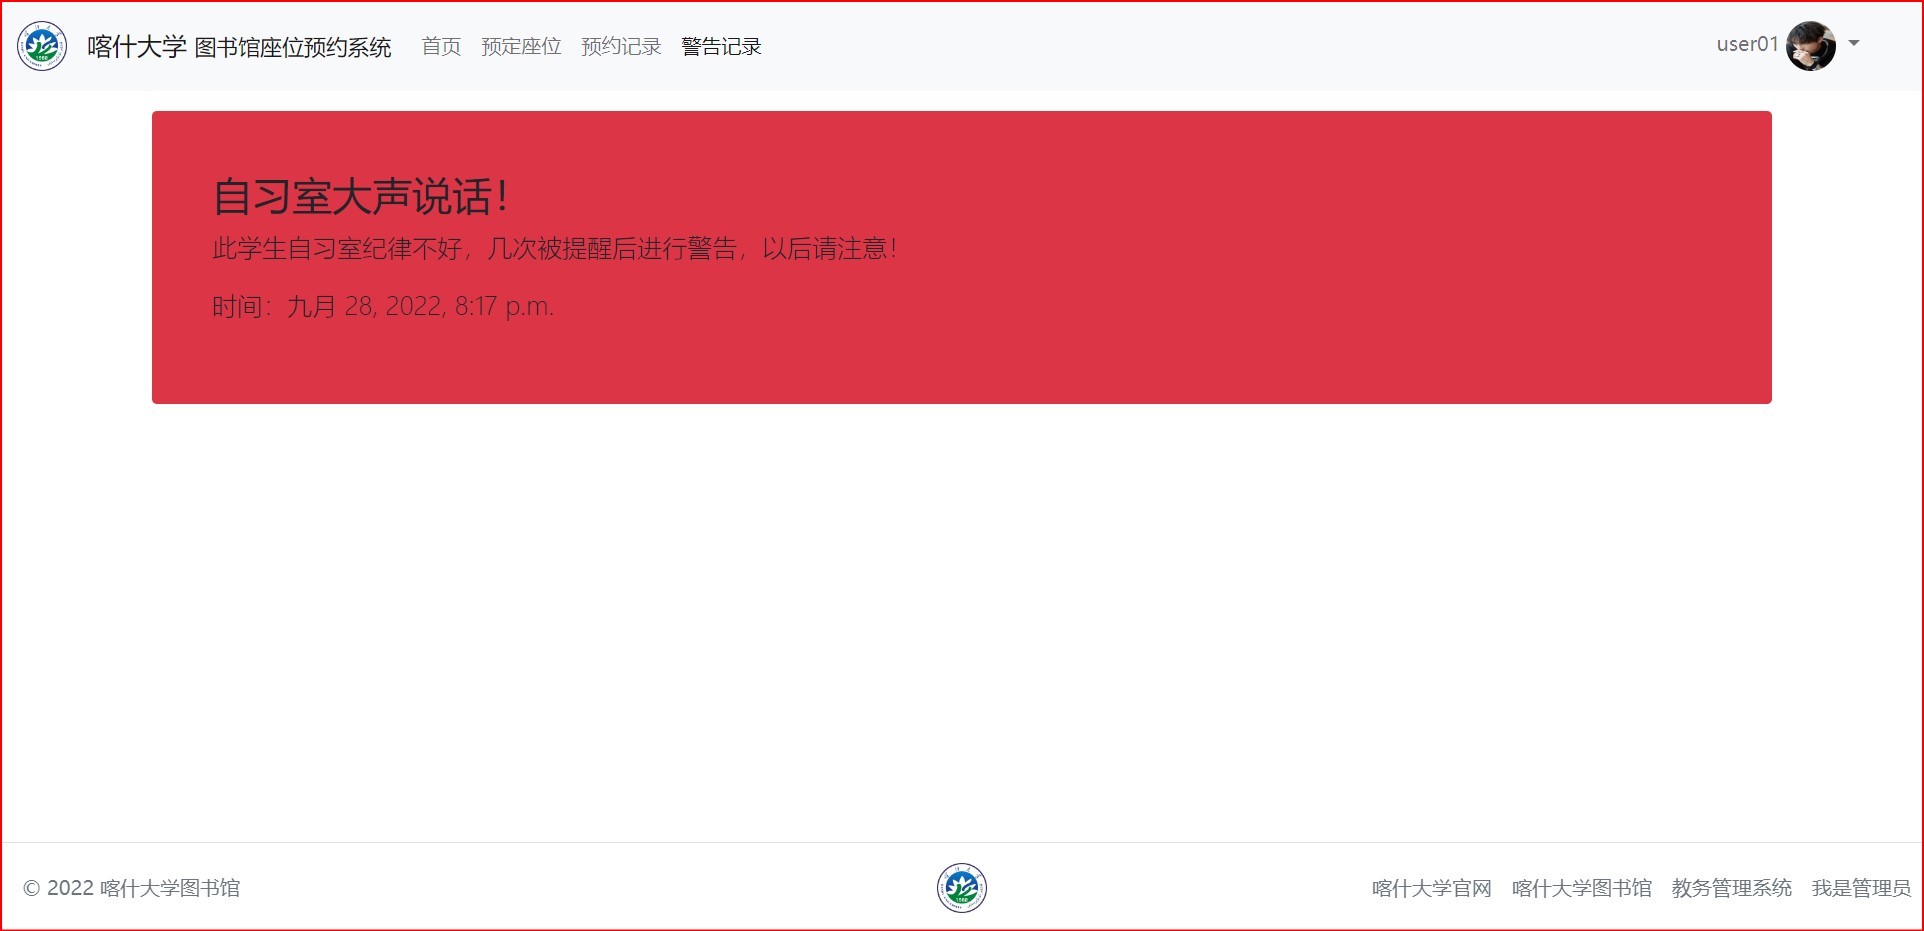 喀什大学 图书馆座位预约系统 首页 预定座位 预约记录 警告记录 user01
自习室大声说话！
此学生自习室纪律不好，几次被提醒后进行警告，以后请注意！
时间：九月 28, 2022, 8:17 p.m.
© 2022 喀什大学图书馆 喀什大学官网 喀什大学图书馆 教务管理系统 我是管理员